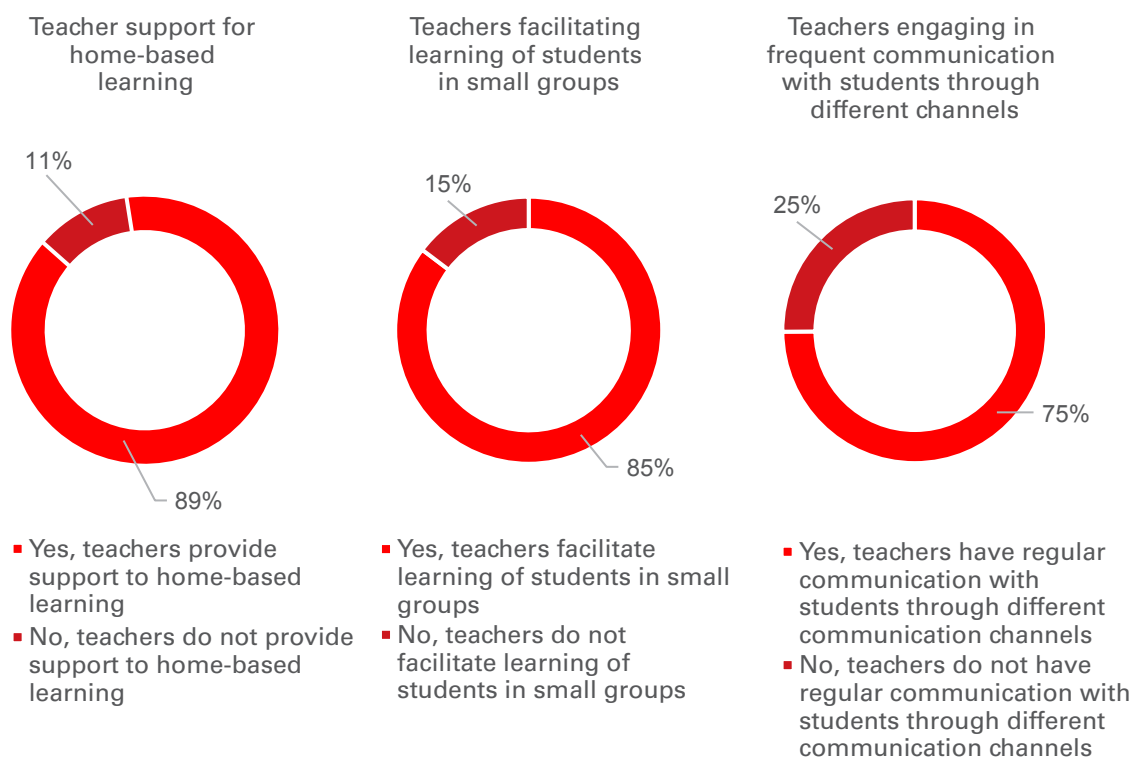 Teacher support for
home-based
learning
11%
89%
Yes, teachers provide
support to home-based
learning
No, teachers do not provide
support to home-based
learning
Teachers facilitating
learning of students
in small groups
15%
85%
Yes, teachers facilitate
learning of students in small
groups
No, teachers do not
facilitate learning of
students in small groups
Teachers engaging in
frequent communication
with students through
different channels
25%
75%
Yes, teachers have regular
communication with
students through different
communication channels
No, teachers do not have
regular communication with
students through different
communication channels